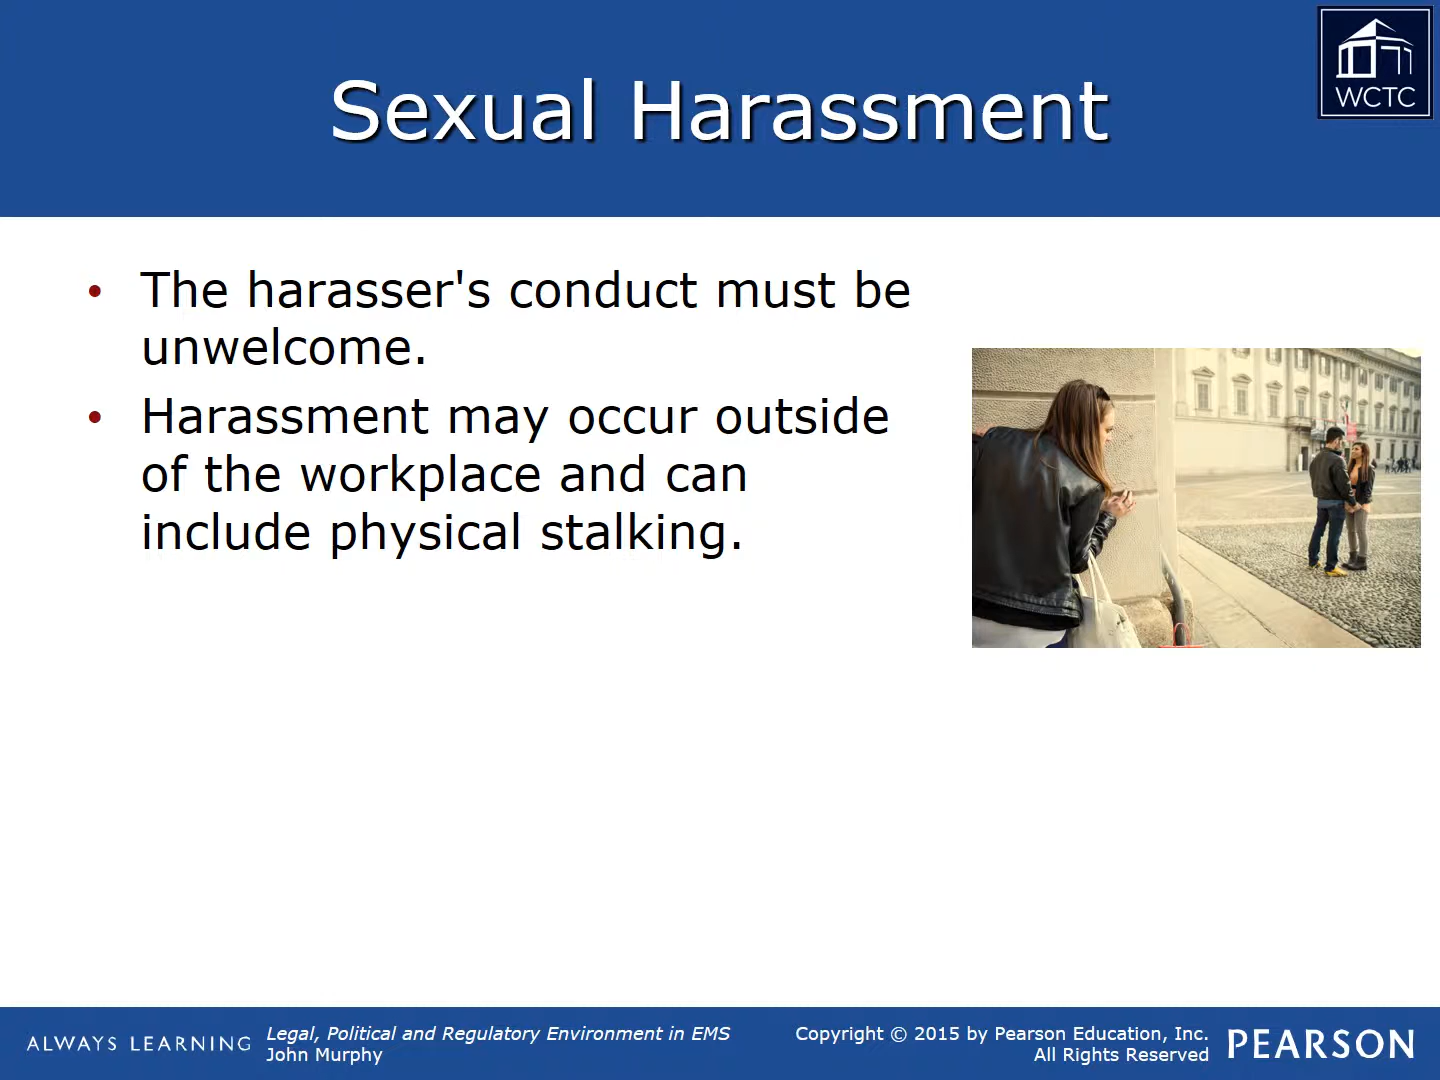 Sexual Harassment
WCTC
• The harasser's conduct must be
unwelcome.
• Harassment may occur outside
of the workplace and can
include physical stalking.
ALWAYS LEARNING
Legal, Political and Regulatory Environment in EMS
John Murphy
Copyright © 2015 by Pearson Education, Inc.
All Rights Reserved
PEARSON